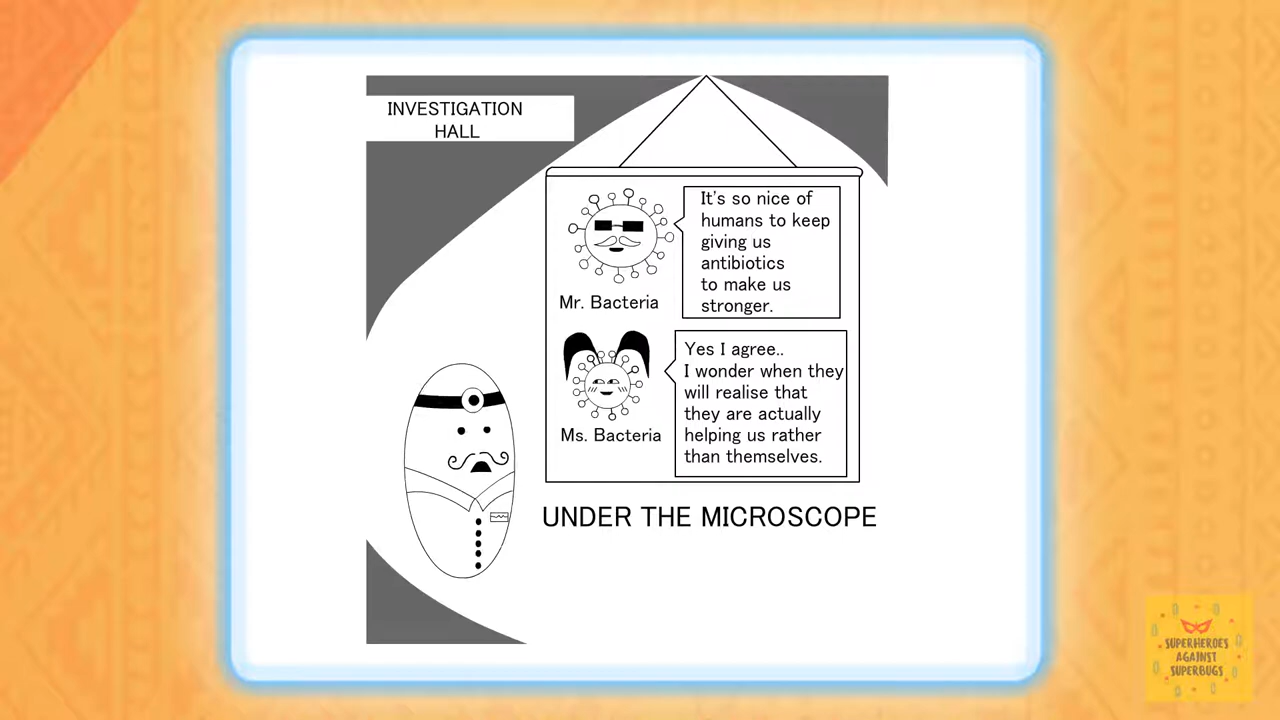 INVESTIGATION
HALL
It's so nice of
humans to keep
giving us
antibiotics
to make us
stronger.
Mr. Bacteria
Yes I agree..
I wonder when they
will realise that
they are actually
helping us rather
than themselves.
Ms. Bacteria
UNDER THE MICROSCOPE
SUPERHEROES
AGAINST
SUPERBUGS